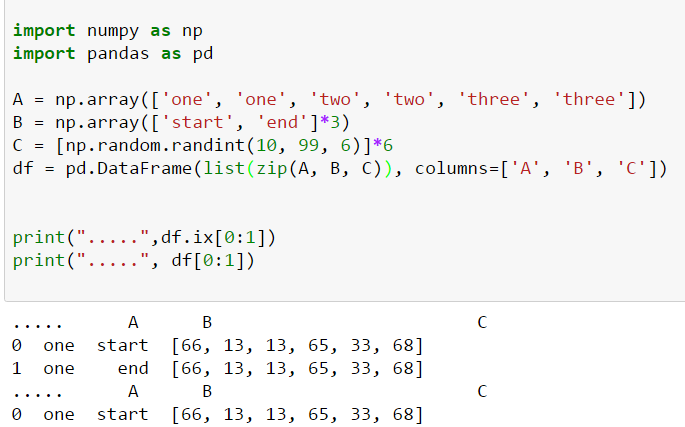 import numpy as np
import pandas as pd
A = np.array(['one', 'one', 'two', 'two', 'three', 'three'])
B = np.array(['start', 'end']*3)
C = [np.random.randint(10, 99, 6)]*6
df = pd.DataFrame(list(zip(A, B, C)), columns=['A', 'B', 'C'])
print(".....",df.ix[0:1])
print(".....", df[0:1])
..... A B C
0 one start [66, 13, 13, 65, 33, 68]
1 one end [66, 13, 13, 65, 33, 68]
..... A B C
0 one start [66, 13, 13, 65, 33, 68]